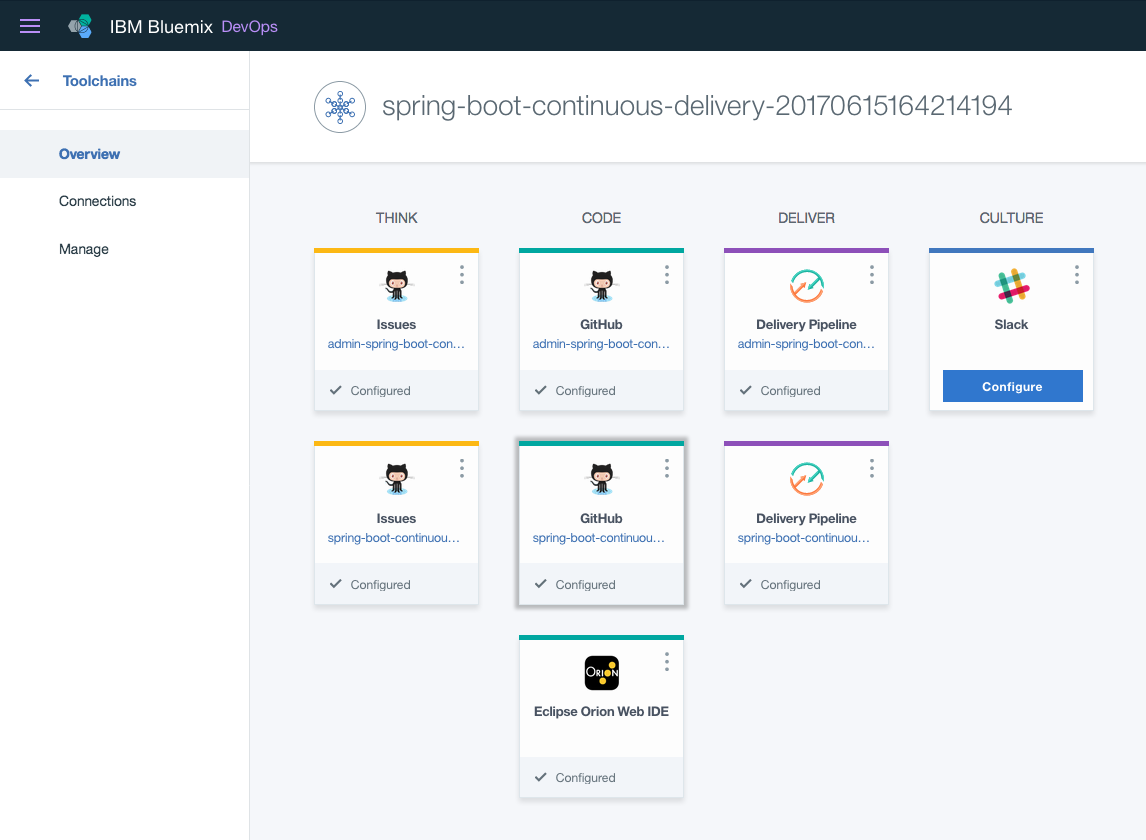 IBM Bluemix DevOps
Toolchains
Overview
Connections
Manage
spring-boot-continuous-delivery-20170615164214194
THINK
CODE
DELIVER
CULTURE
Issues
admin-spring-boot-con...
Configured
GitHub
admin-spring-boot-con...
Configured
Delivery Pipeline
admin-spring-boot-con...
Configured
Slack
Configure
Issues
spring-boot-continuou...
Configured
GitHub
spring-boot-continuou...
Configured
Delivery Pipeline
spring-boot-continuou...
Configured
ORION
Eclipse Orion Web IDE
Configured